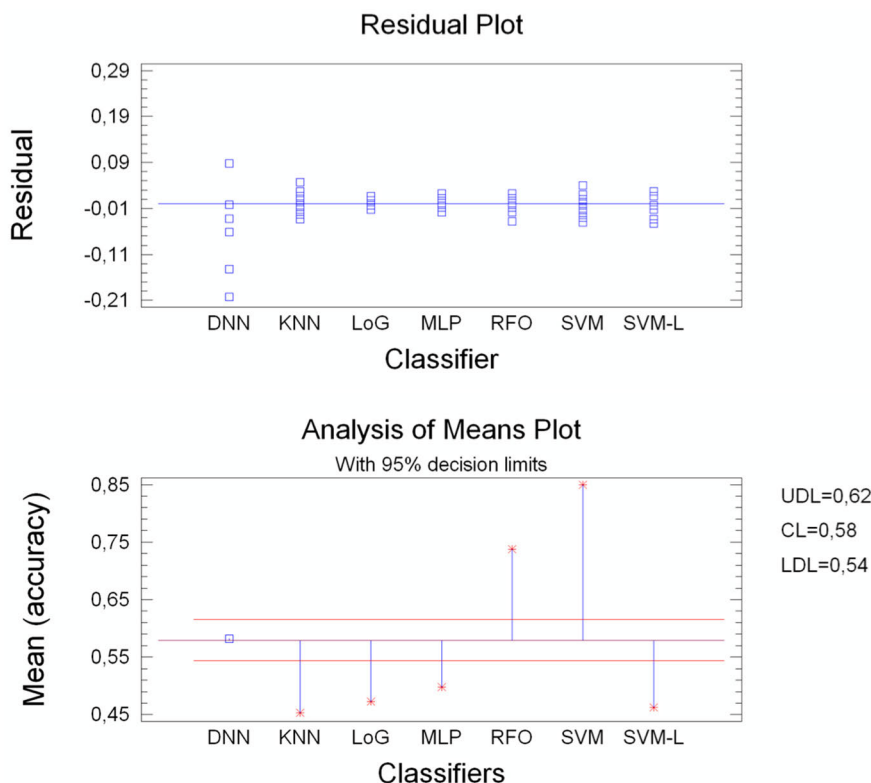 Residual Plot
0,29
0,19
0,09
-0,01
-0,11
-0,21
Residual
DNN KNN LoG MLP RFO SVM SVM-L
Classifier
Analysis of Means Plot
With 95% decision limits
0,85
0,75
0,65
0,55
0,45
Mean (accuracy)
UDL=0,62
CL=0,58
LDL=0,54
DNN KNN LoG MLP RFO SVM SVM-L
Classifiers